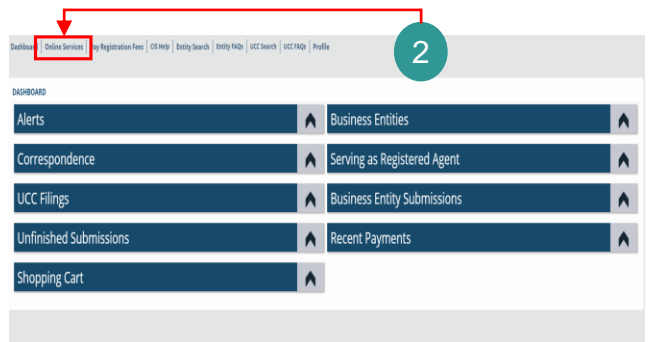 2
Dashboard | Online Services | Pay Registration Fees | CIS Help | Entity Search | Entity FAQs | UCC Search | UCC FAQs | Profile
DASHBOARD
Alerts
Business Entities
Correspondence
Serving as Registered Agent
UCC Filings
Business Entity Submissions
Unfinished Submissions
Recent Payments
Shopping Cart